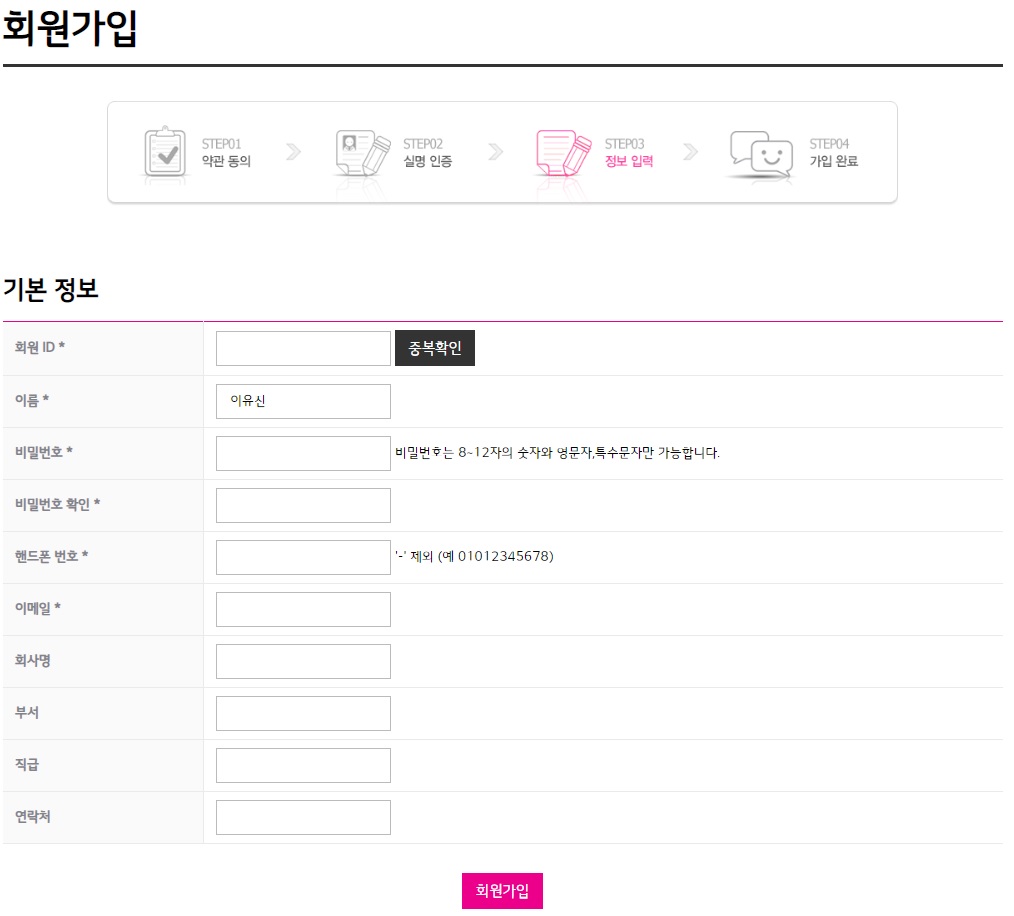 회원가입
STEP01
약관 동의
STEP02
실명 인증
STEP03
정보 입력
STEP04
가입 완료
기본 정보
회원 ID *
중복확인
이름 *
이유신
비밀번호 *
비밀번호는 8~12자의 숫자와 영문자,특수문자만 가능합니다.
비밀번호 확인 *
핸드폰 번호 *
'-' 제외 (예 01012345678)
이메일 *
회사명
부서
직급
연락처
회원가입